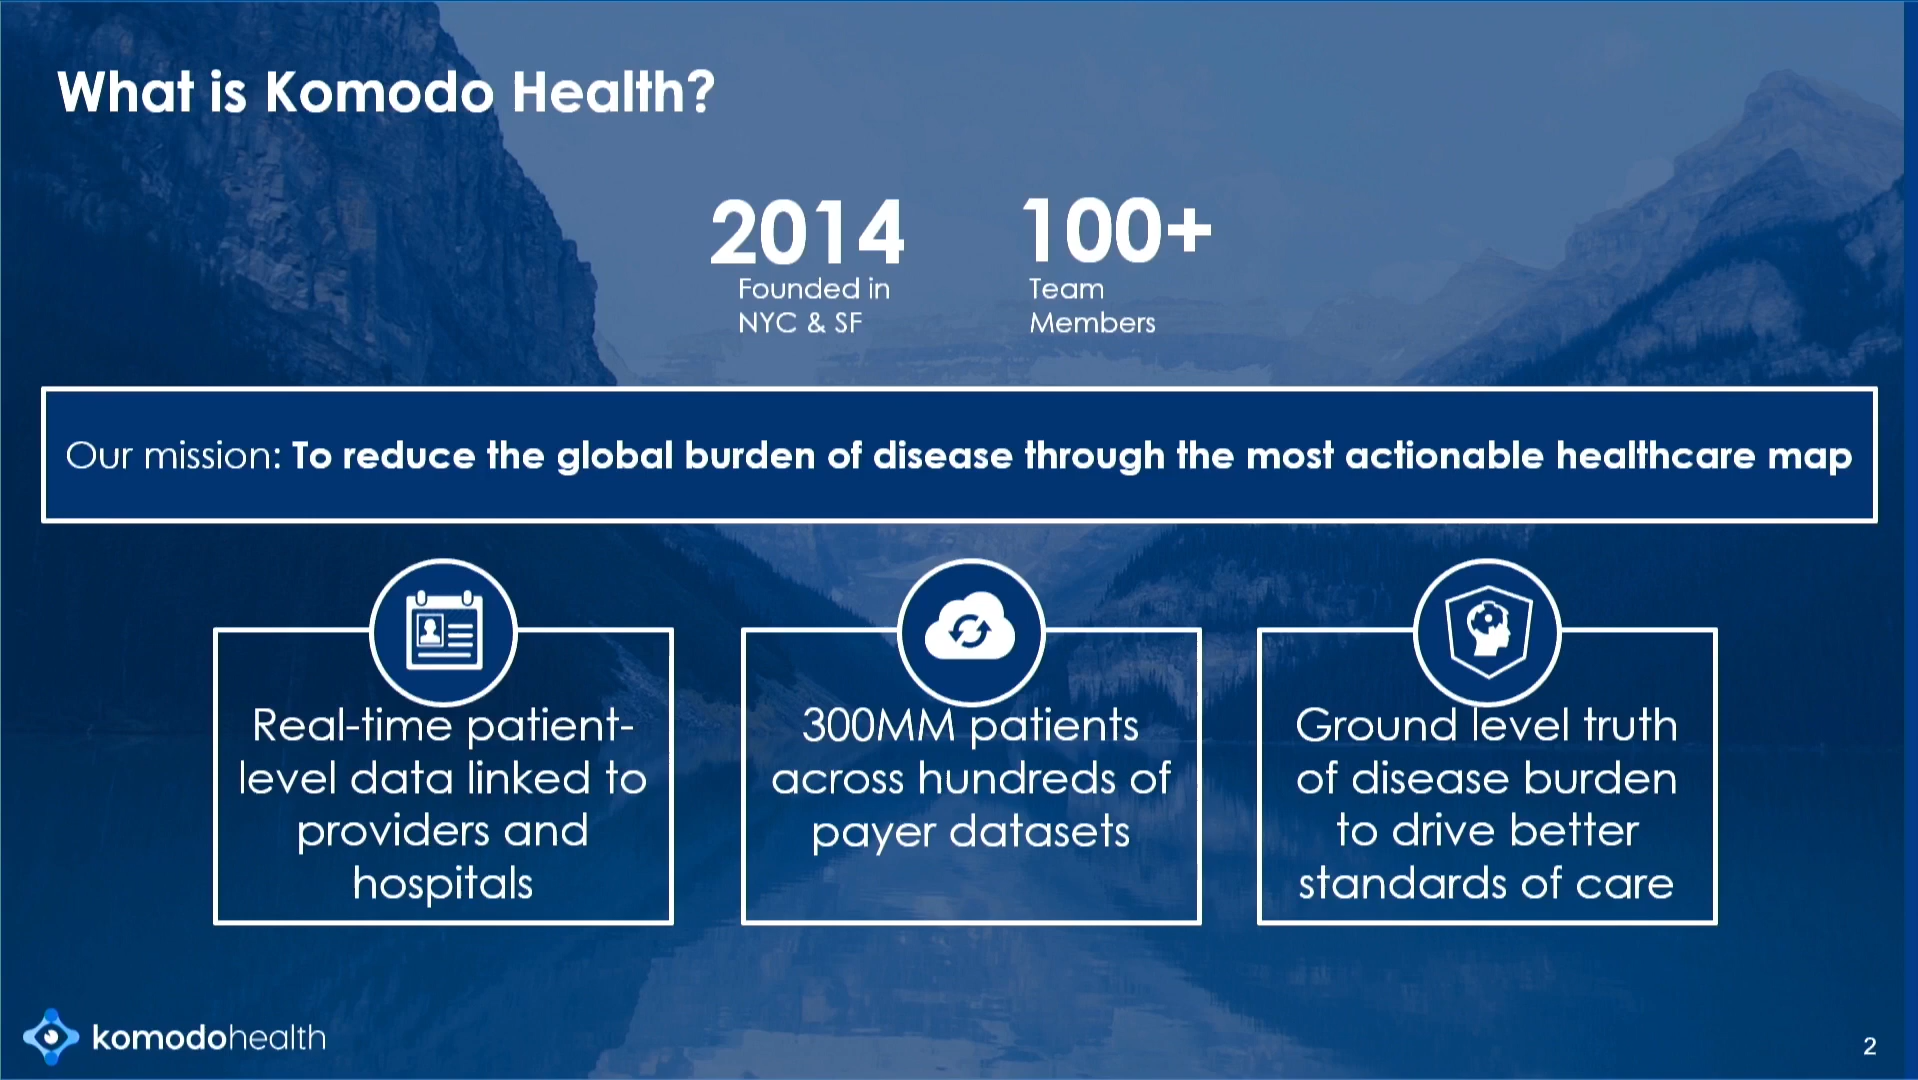 What is Komodo Health?
2014
Founded in
NYC & SF
100+
Team
Members
Our mission: To reduce the global burden of disease through the most actionable healthcare map
Real-time patient-
level data linked to
providers and
hospitals
300MM patients
across hundreds of
payer datasets
Ground level truth
of disease burden
to drive better
standards of care
komodohealth
2